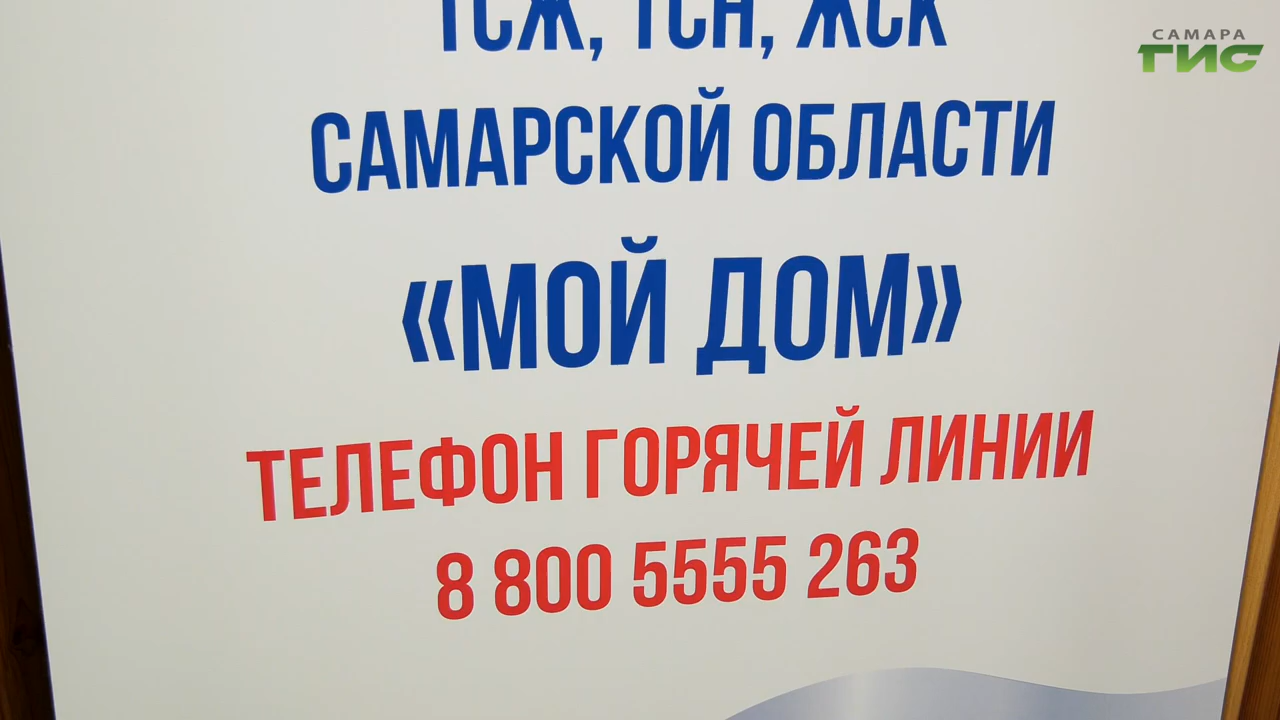 ТСЖ, ТСН, ЖСК
САМАРСКОЙ ОБЛАСТИ
«МОЙ ДОМ»
ТЕЛЕФОН ГОРЯЧЕЙ ЛИНИИ
8 800 5555 263
САМАРА
ГИС